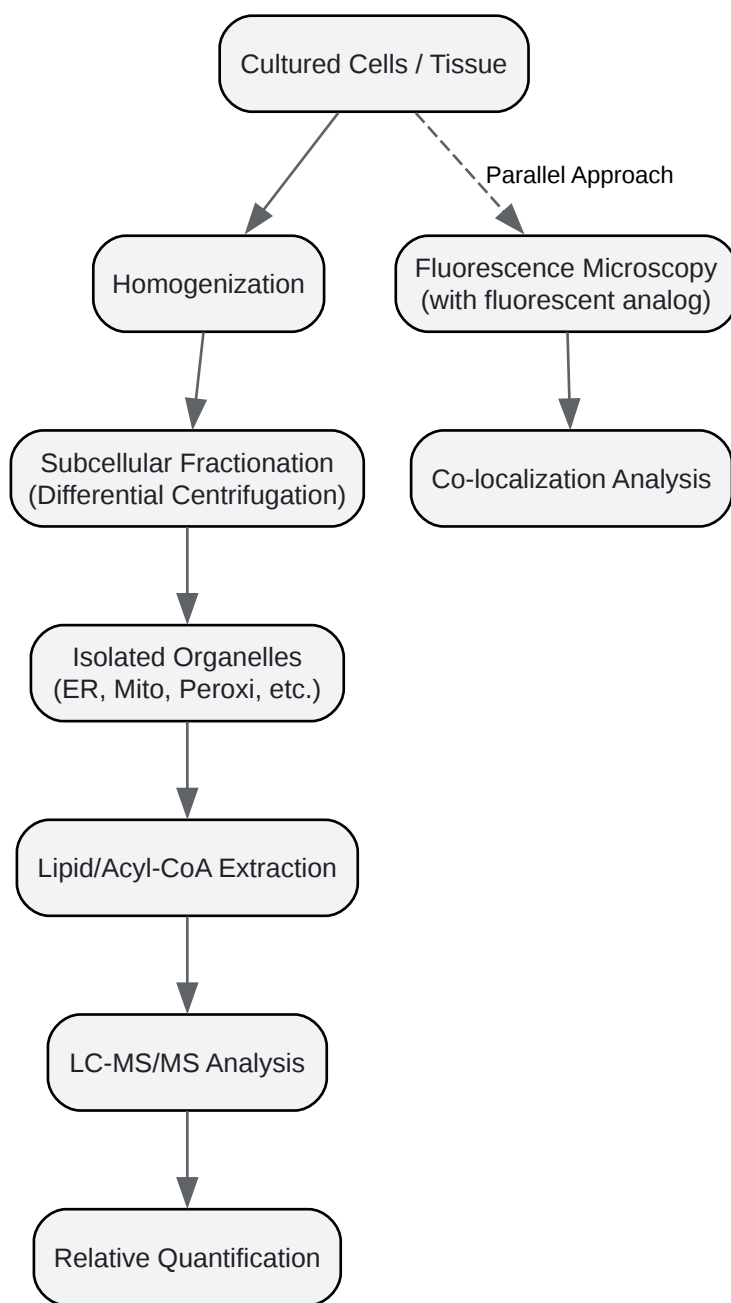 Cultured Cells / Tissue
Parallel Approach
Homogenization
Fluorescence Microscopy
(with fluorescent analog)
Subcellular Fractionation
(Differential Centrifugation)
Co-localization Analysis
Isolated Organelles
(ER, Mito, Peroxi, etc.)
Lipid/Acyl-CoA Extraction
LC-MS/MS Analysis
Relative Quantification